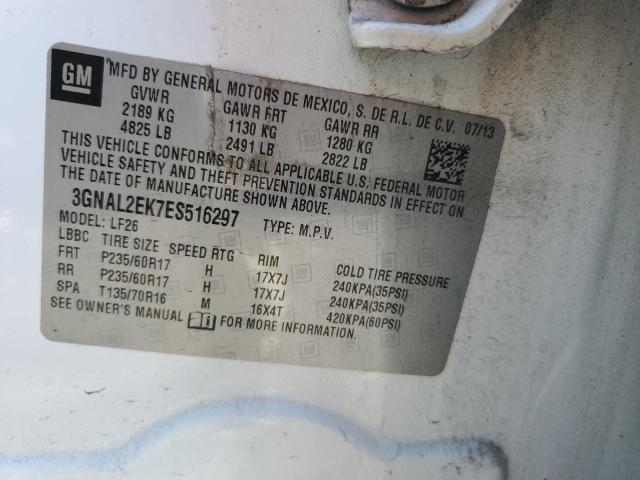 GM
MFD BY GENERAL MOTORS DE MEXICO, S. DE R.L. DE C.V. 07/13
GVWR GAWR FRT GAWR RR
2189 KG 1130 KG 1280 KG
4825 LB 2491 LB 2822 LB
THIS VEHICLE CONFORMS TO ALL APPLICABLE U.S. FEDERAL MOTOR
VEHICLE SAFETY AND THEFT PREVENTION STANDARDS IN EFFECT ON
THE DATE OF MANUFACTURE SHOWN ABOVE.
3GNAL2EK7ES516297 TYPE: M.P.V.
MODEL: LF26
LBBC TIRE SIZE SPEED RTG RIM COLD TIRE PRESSURE
FRT P235/60R17 H 17X7J 240KPA(35PSI)
RR P235/60R17 H 17X7J 240KPA(35PSI)
SPA T135/70R16 M 16X4T 420KPA(60PSI)
SEE OWNER'S MANUAL FOR MORE INFORMATION